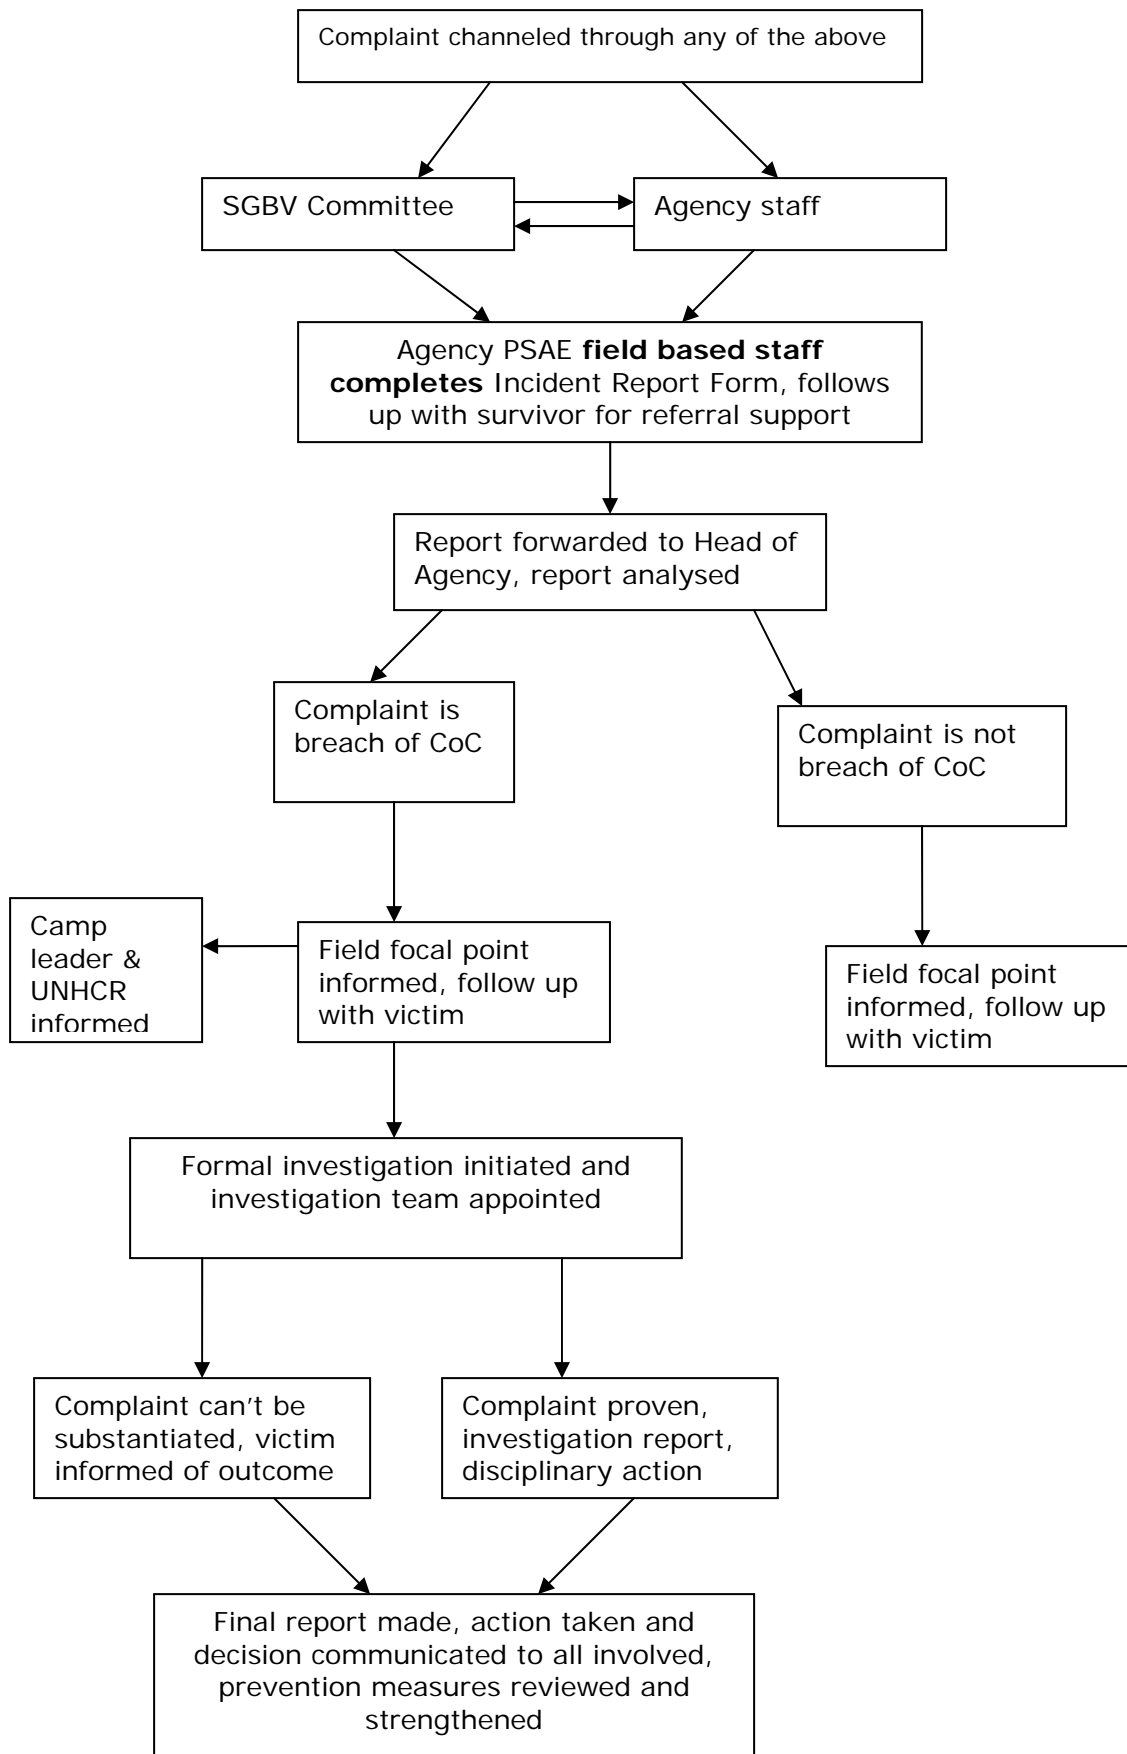 Complaint channeled through any of the above
SGBV Committee
Agency staff
Agency PSAE field based staff
completes Incident Report Form, follows
up with survivor for referral support
Report forwarded to Head of
Agency, report analysed
Complaint is
breach of CoC
Complaint is not
breach of CoC
Camp
leader &
UNHCR
informed
Field focal point
informed, follow up
with victim
Field focal point
informed, follow up
with victim
Formal investigation initiated and
investigation team appointed
Complaint can't be
substantiated, victim
informed of outcome
Complaint proven,
investigation report,
disciplinary action
Final report made, action taken and
decision communicated to all involved,
prevention measures reviewed and
strengthened